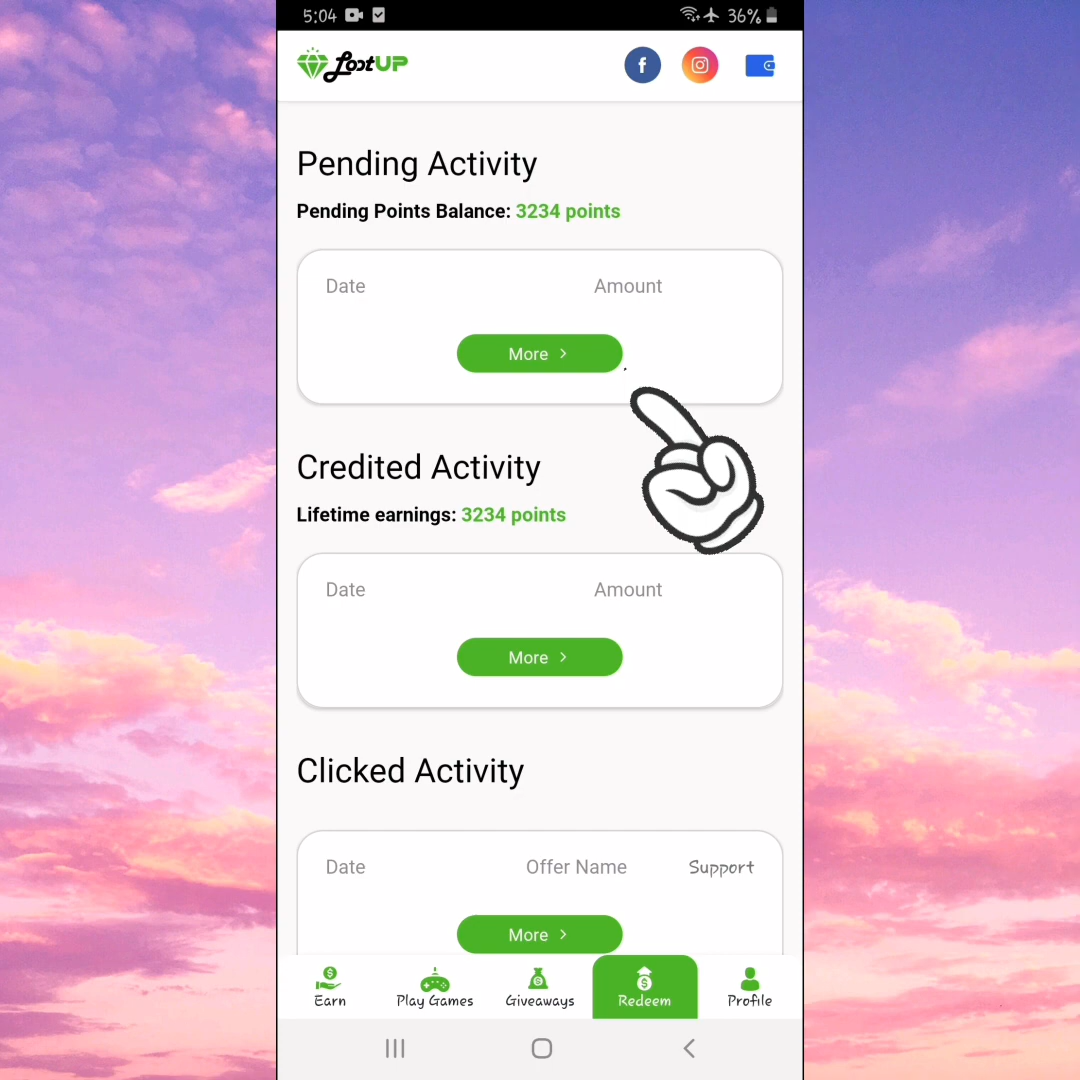 5:04
36%
LootUP
Pending Activity
Pending Points Balance: 3234 points
Date Amount
More
Credited Activity
Lifetime earnings: 3234 points
Date Amount
More
Clicked Activity
Date Offer Name Support
More
Earn Play Games Giveaways Redeem Profile